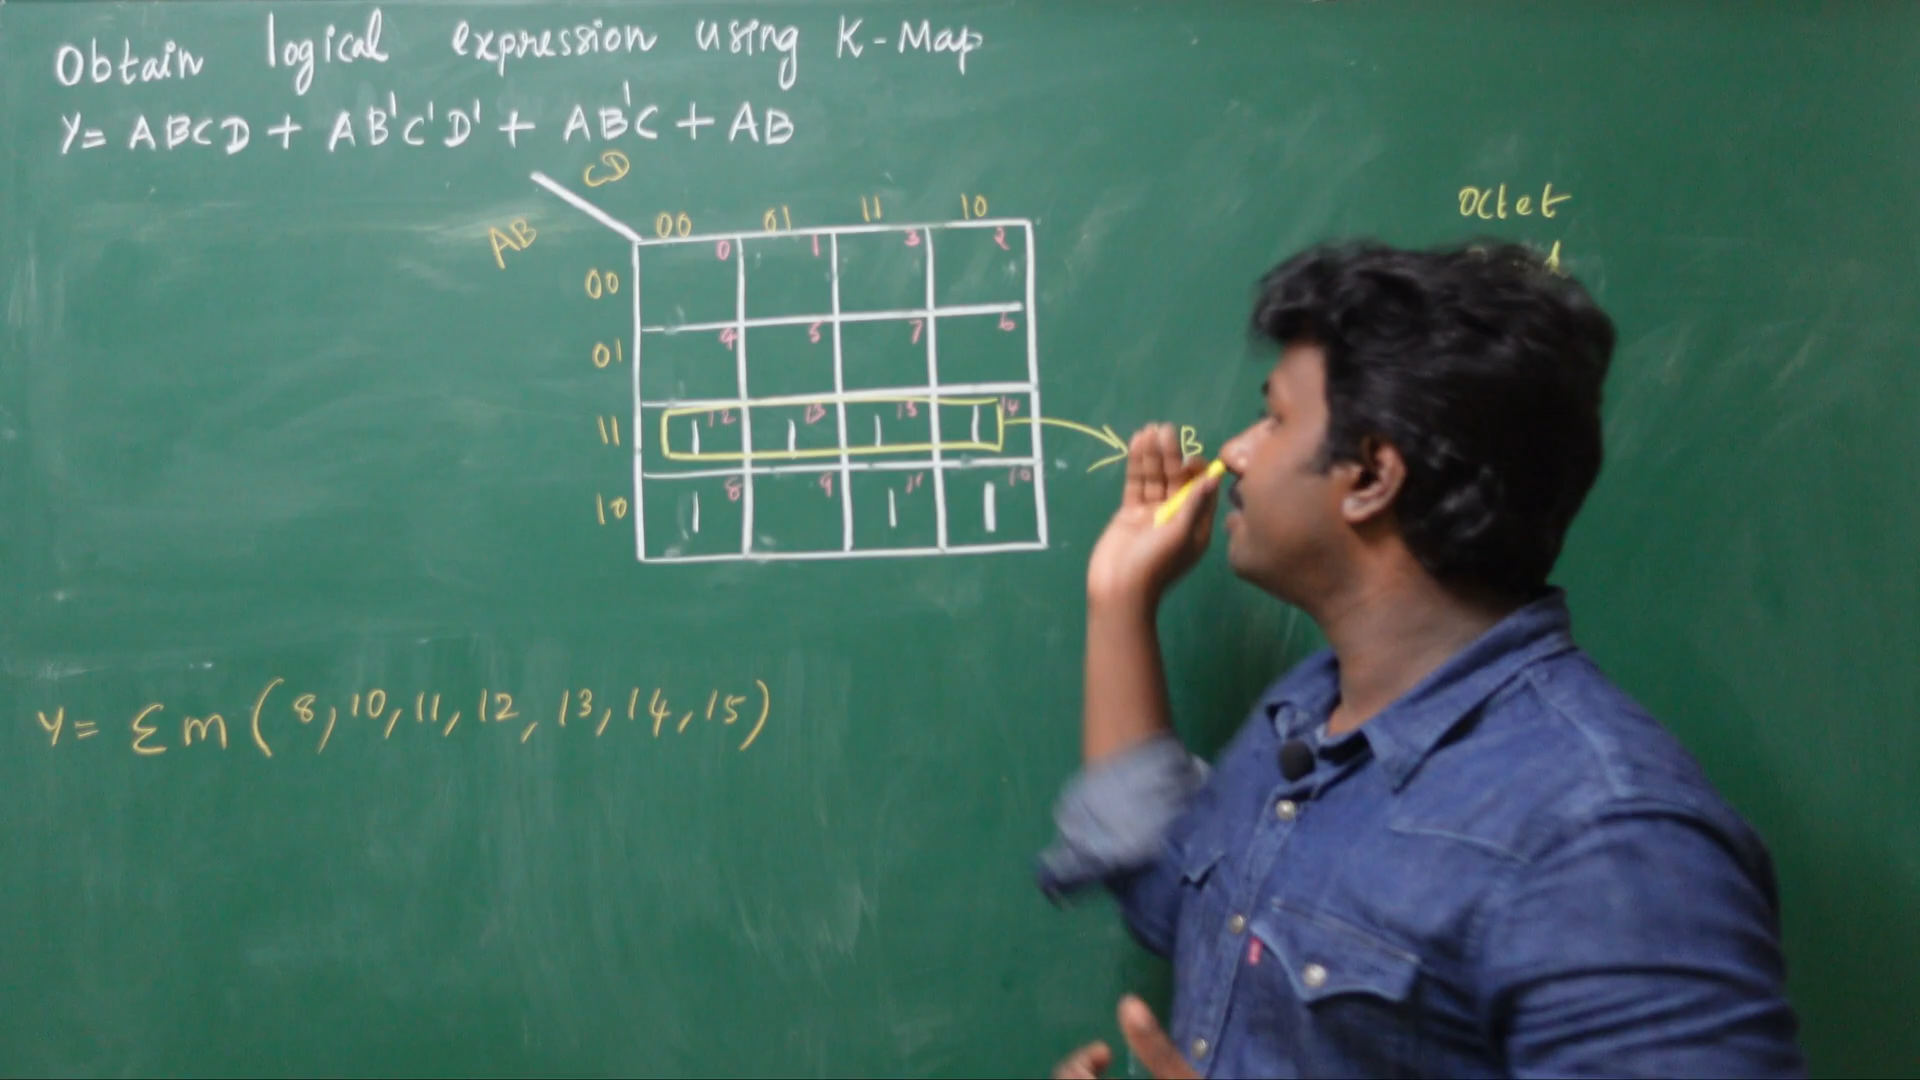 Obtain logical expression using K-Map
Y= ABCD + AB'C'D' + AB'C + AB
CD
AB
00 01 11 10
00 0 1 3 2
01 4 5 7 6
11 1 12 1 13 1 15 1 14
B
10 1 8 9 1 11 1 10
Y= Σm (8,10,11,12,13,14,15)
Octet